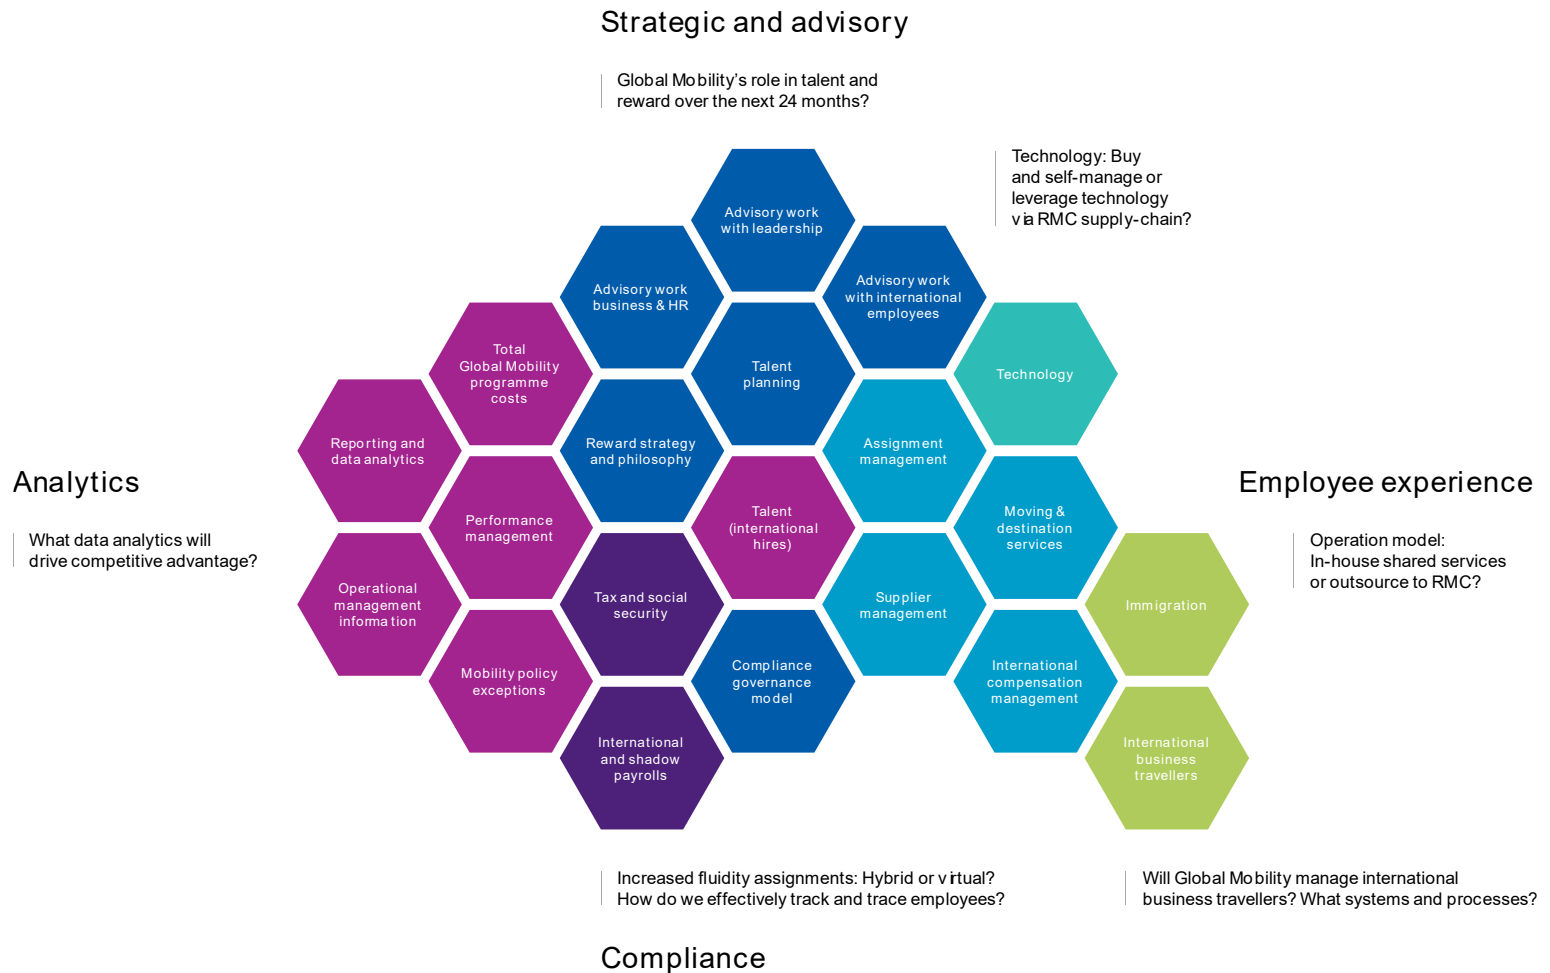 Strategic and advisory
Global Mobility’s role in talent and
reward over the next 24 months?
Technology: Buy
and self-manage or
leverage technology
via RMC supply-chain?
Advisory work
with leadership
Advisory work
business & HR
Advisory work
with international
employees
Total
Global Mobility
programme
costs
Talent
planning
Technology
Reporting and
data analytics
Reward strategy
and philosophy
Assignment
management
Analytics
What data analytics will
drive competitive advantage?
Performance
management
Talent
(international
hires)
Moving &
destination
services
Employee experience
Operation model:
In-house shared services
or outsource to RMC?
Operational
management
information
Tax and social
security
Supplier
management
Immigration
Mobility policy
exceptions
Compliance
governance
model
International
compensation
management
International
and shadow
payrolls
International
business
travellers
Increased fluidity assignments: Hybrid or virtual?
How do we effectively track and trace employees?
Will Global Mobility manage international
business travellers? What systems and processes?
Compliance